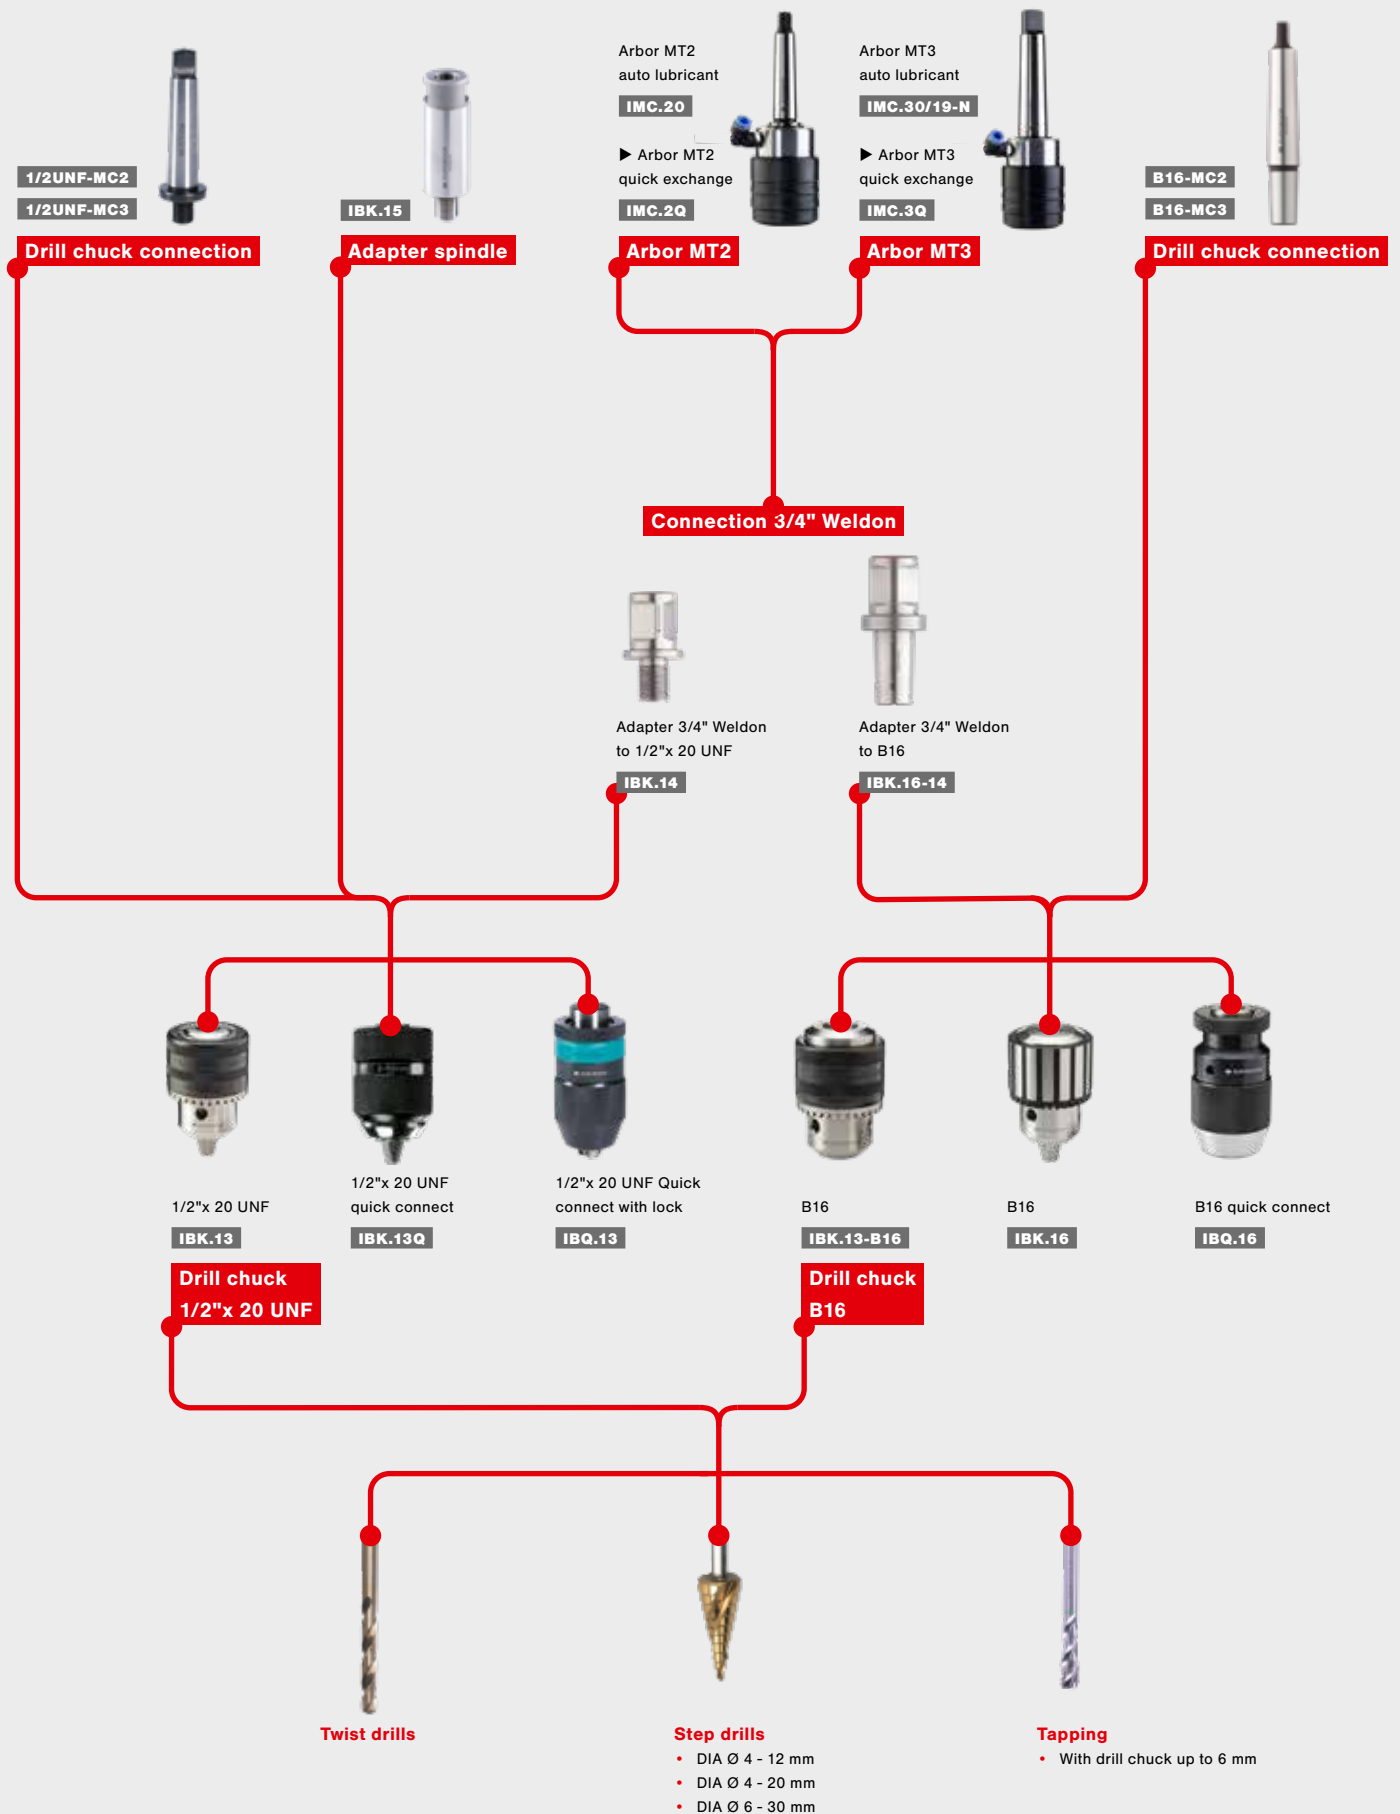 1/2UNF-MC2
1/2UNF-MC3
Drill chuck connection
IBK.15
Adapter spindle
Arbor MT2
auto lubricant
IMC.20
▶ Arbor MT2
quick exchange
IMC.2Q
Arbor MT2
Arbor MT3
auto lubricant
IMC.30/19-N
▶ Arbor MT3
quick exchange
IMC.3Q
Arbor MT3
B16-MC2
B16-MC3
Drill chuck connection
Connection 3/4" Weldon
Adapter 3/4" Weldon
to 1/2"x 20 UNF
IBK.14
Adapter 3/4" Weldon
to B16
IBK.16-14
1/2"x 20 UNF
IBK.13
1/2"x 20 UNF
quick connect
IBK.13Q
1/2"x 20 UNF Quick
connect with lock
IBQ.13
B16
IBK.13-B16
B16
IBK.16
B16 quick connect
IBQ.16
Drill chuck
1/2"x 20 UNF
Drill chuck
B16
Twist drills
Step drills
• DIA Ø 4 - 12 mm
• DIA Ø 4 - 20 mm
• DIA Ø 6 - 30 mm
Tapping
• With drill chuck up to 6 mm